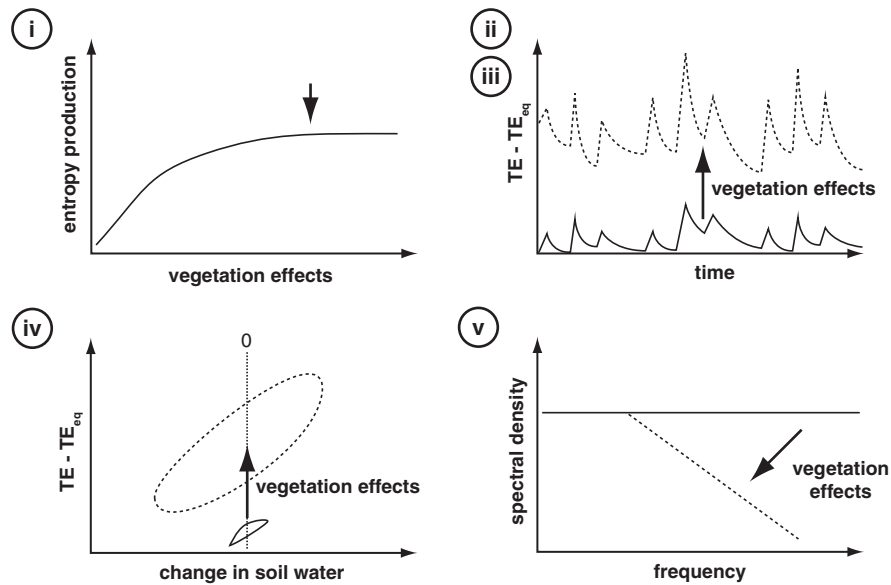 i
entropy production
vegetation effects
ii
iii
TE - TEeq
vegetation effects
time
iv
0
TE - TEeq
vegetation effects
change in soil water
v
spectral density
vegetation
effects
frequency